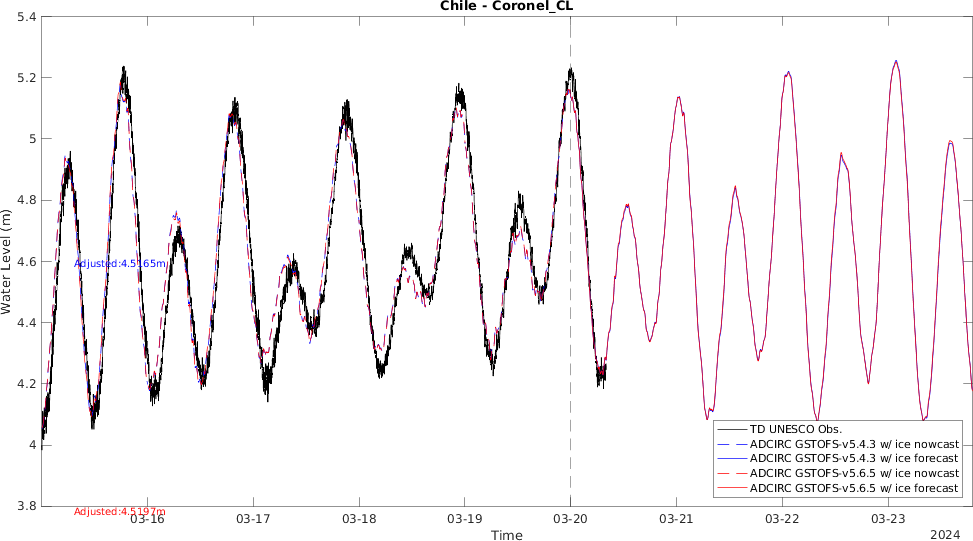 Chile - Coronel_CL
5.4
5.2
5
4.8
4.6
4.4
4.2
4
3.8
Water Level (m)
Adjusted:4.5165m
Adjusted:4.5197m
TD UNESCO Obs.
ADCIRC GSTOFS-v5.4.3 w/ ice nowcast
ADCIRC GSTOFS-v5.4.3 w/ ice forecast
ADCIRC GSTOFS-v5.6.5 w/ ice nowcast
ADCIRC GSTOFS-v5.6.5 w/ ice forecast
03-16 03-17 03-18 03-19 03-20 03-21 03-22 03-23
Time
2024